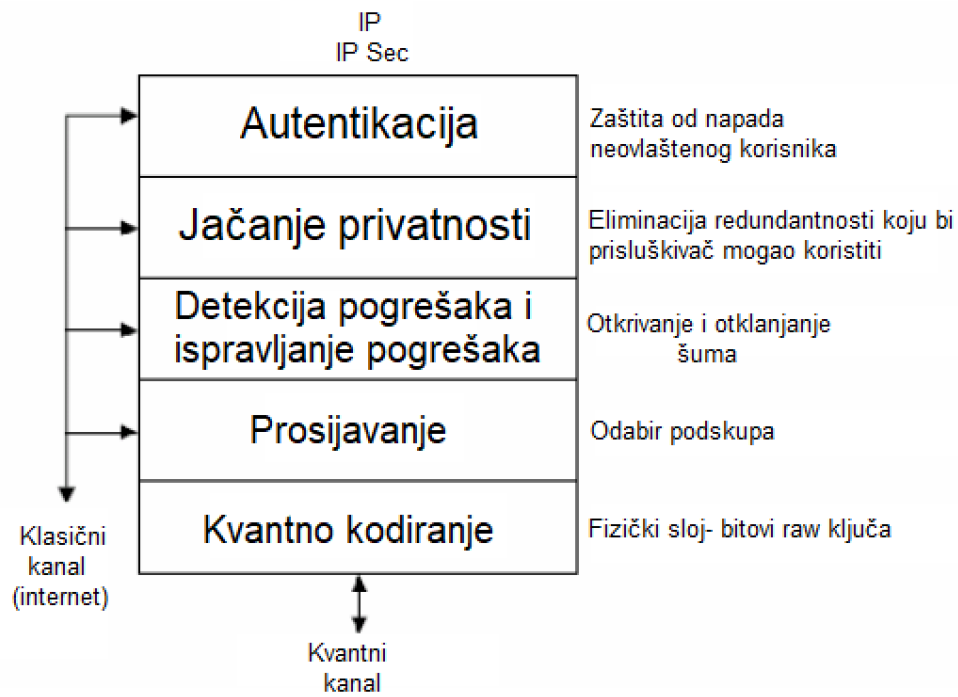 IP
IP Sec
Autentikacija
Zaštita od napada
neovlaštenog korisnika
Jačanje privatnosti
Eliminacija redundantnosti koju bi
prisluškivač mogao koristiti
Detekcija pogrešaka i
ispravljanje pogrešaka
Otkrivanje i otklanjanje
šuma
Prosijavanje
Odabir podskupa
Kvantno kodiranje
Fizički sloj- bitovi raw ključa
Klasični
kanal
(internet)
Kvantni
kanal